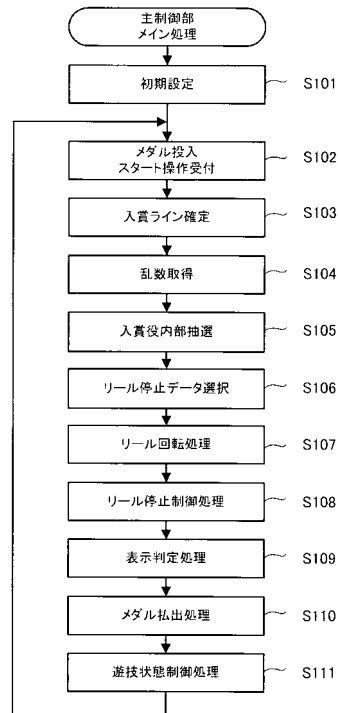 主制御部
メイン処理
初期設定
S101
メダル投入
スタート操作受付
S102
入賞ライン確定
S103
乱数取得
S104
入賞役内部抽選
S105
リール停止データ選択
S106
リール回転処理
S107
リール停止制御処理
S108
表示判定処理
S109
メダル払出処理
S110
遊技状態制御処理
S111